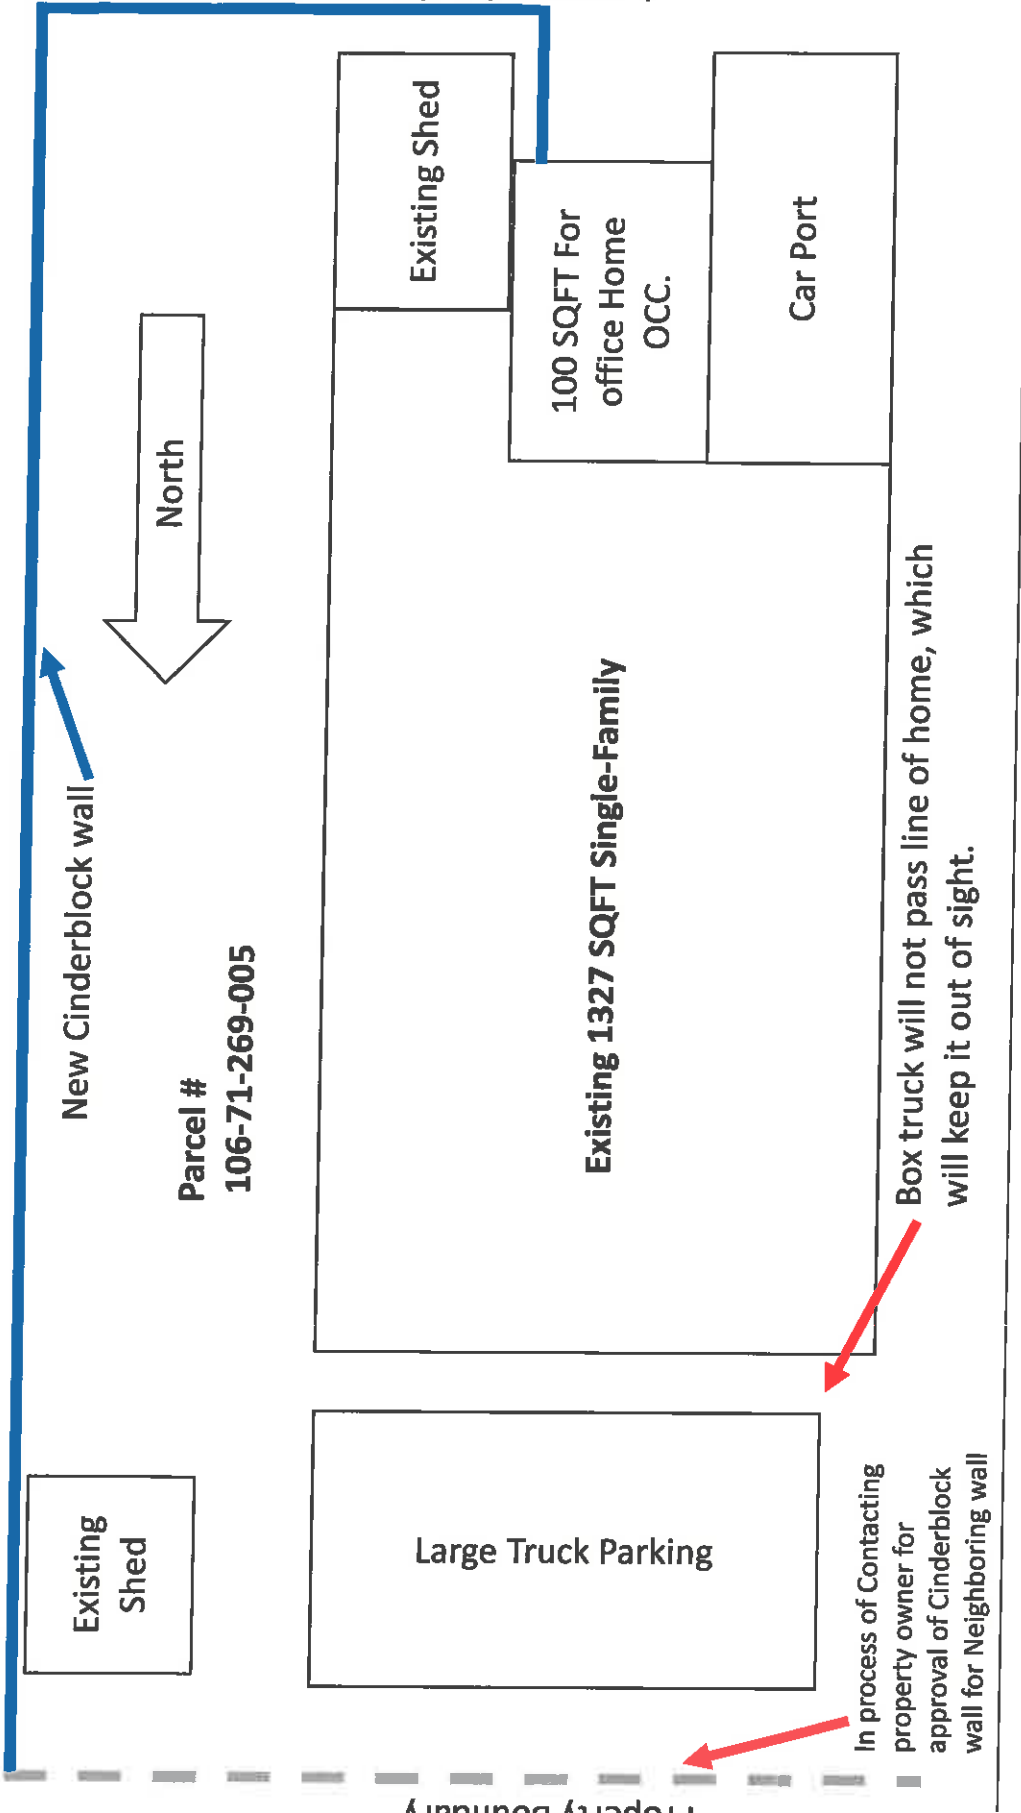 New Cinderblock wall
North
Existing Shed
100 SQFT For
office Home
OCC.
Car Port
Parcel #
106-71-269-005
Existing 1327 SQFT Single-Family
Existing
Shed
Large Truck Parking
Box truck will not pass line of home, which
will keep it out of sight.
In process of Contacting
property owner for
approval of Cinderblock
wall for Neighboring wall
Property Boundary